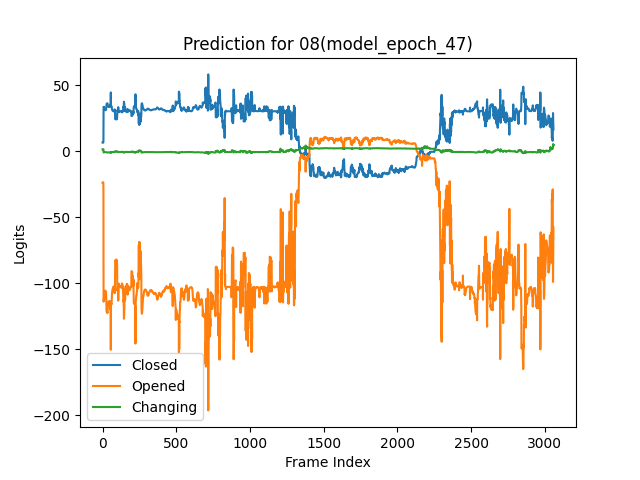 Prediction for 08(model_epoch_47)
50
0
−50
−100
−150
−200
Logits
Closed
Opened
Changing
0 500 1000 1500 2000 2500 3000
Frame Index